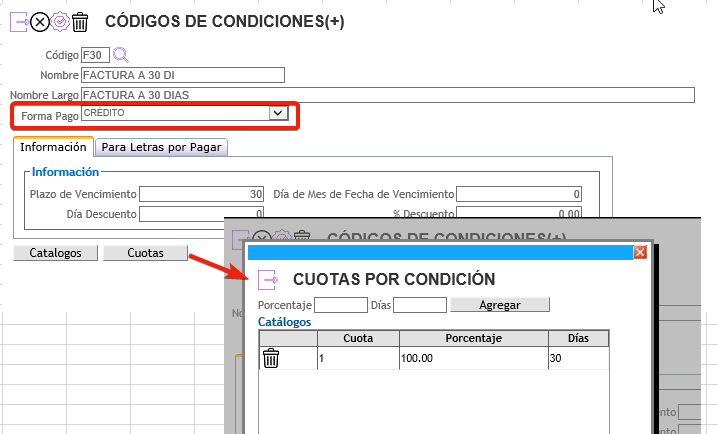 CÓDIGOS DE CONDICIONES(+)
Código F30
Nombre FACTURA A 30 DI
Nombre Largo FACTURA A 30 DIAS
Forma Pago CRÉDITO
Información Para Letras por Pagar
Información
Plazo de Vencimiento 30 Día de Mes de Fecha de Vencimiento 0
Día Descuento 0 % Descuento 0.00
Catalogos Cuotas
CÓDIGOS DE CONDICIONES(+)
CUOTAS POR CONDICIÓN
Porcentaje Días Agregar
Catálogos
Cuota Porcentaje Días
1 100.00 30